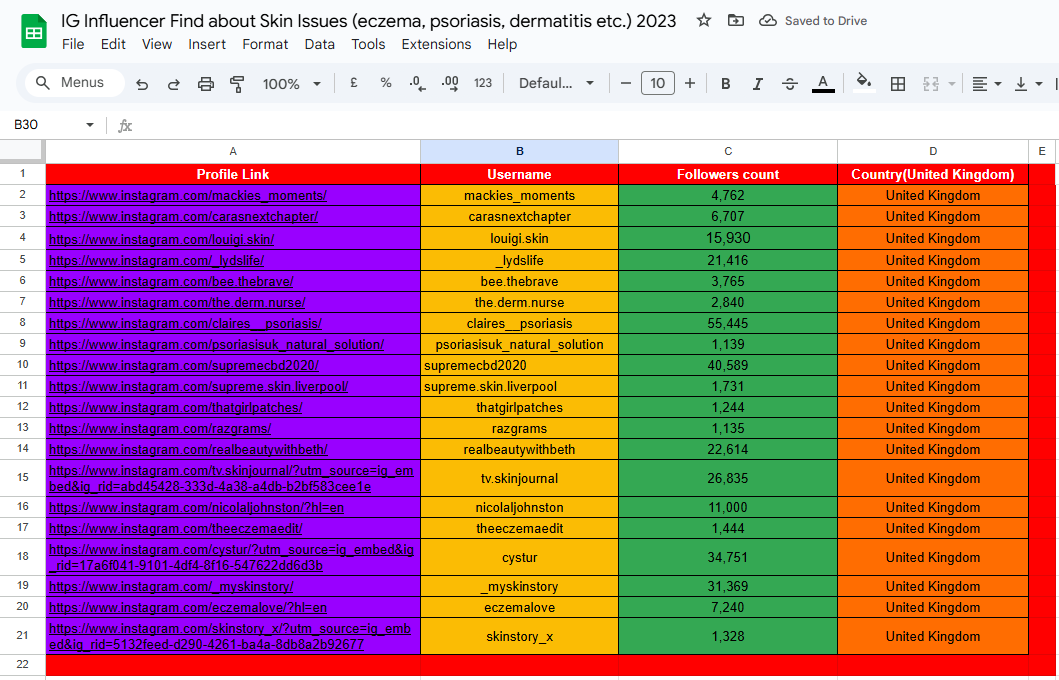 IG Influencer Find about Skin Issues (eczema, psoriasis, dermatitis etc.) 2023 Saved to Drive
File Edit View Insert Format Data Tools Extensions Help
Menus 100% £ % .0 .00 123 Defaul... 10 B I A
B30 fx
A B C D E
1 Profile Link Username Followers count Country(United Kingdom)
2 https://www.instagram.com/mackies_moments/ mackies_moments 4,762 United Kingdom
3 https://www.instagram.com/carasnextchapter/ carasnextchapter 6,707 United Kingdom
4 https://www.instagram.com/louigi.skin/ louigi.skin 15,930 United Kingdom
5 https://www.instagram.com/_lydslife/ _lydslife 21,416 United Kingdom
6 https://www.instagram.com/bee.thebrave/ bee.thebrave 3,765 United Kingdom
7 https://www.instagram.com/the.derm.nurse/ the.derm.nurse 2,840 United Kingdom
8 https://www.instagram.com/claires__psoriasis/ claires__psoriasis 55,445 United Kingdom
9 https://www.instagram.com/psoriasisuk_natural_solution/ psoriasisuk_natural_solution 1,139 United Kingdom
10 https://www.instagram.com/supremecbd2020/ supremecbd2020 40,589 United Kingdom
11 https://www.instagram.com/supreme.skin.liverpool/ supreme.skin.liverpool 1,731 United Kingdom
12 https://www.instagram.com/thatgirlpatches/ thatgirlpatches 1,244 United Kingdom
13 https://www.instagram.com/razgrams/ razgrams 1,135 United Kingdom
14 https://www.instagram.com/realbeautywithbeth/ realbeautywithbeth 22,614 United Kingdom
https://www.instagram.com/tv.skinjournal/?utm_source=ig_em
15 bed&ig_rid=abd45428-333d-4a38-a4db-b2bf583cee1e tv.skinjournal 26,835 United Kingdom
16 https://www.instagram.com/nicolaljohnston/?hl=en nicolaljohnston 11,000 United Kingdom
17 https://www.instagram.com/theeczemaedit/ theeczemaedit 1,444 United Kingdom
https://www.instagram.com/cystur/?utm_source=ig_embed&ig
18 _rid=17a6f041-9101-4df4-8f16-547622dd6d3b cystur 34,751 United Kingdom
19 https://www.instagram.com/_myskinstory/ _myskinstory 31,369 United Kingdom
20 https://www.instagram.com/eczemalove/?hl=en eczemalove 7,240 United Kingdom
https://www.instagram.com/skinstory_x/?utm_source=ig_emb
21 ed&ig_rid=5132feed-d290-4261-ba4a-8db8a2b92677 skinstory_x 1,328 United Kingdom
22